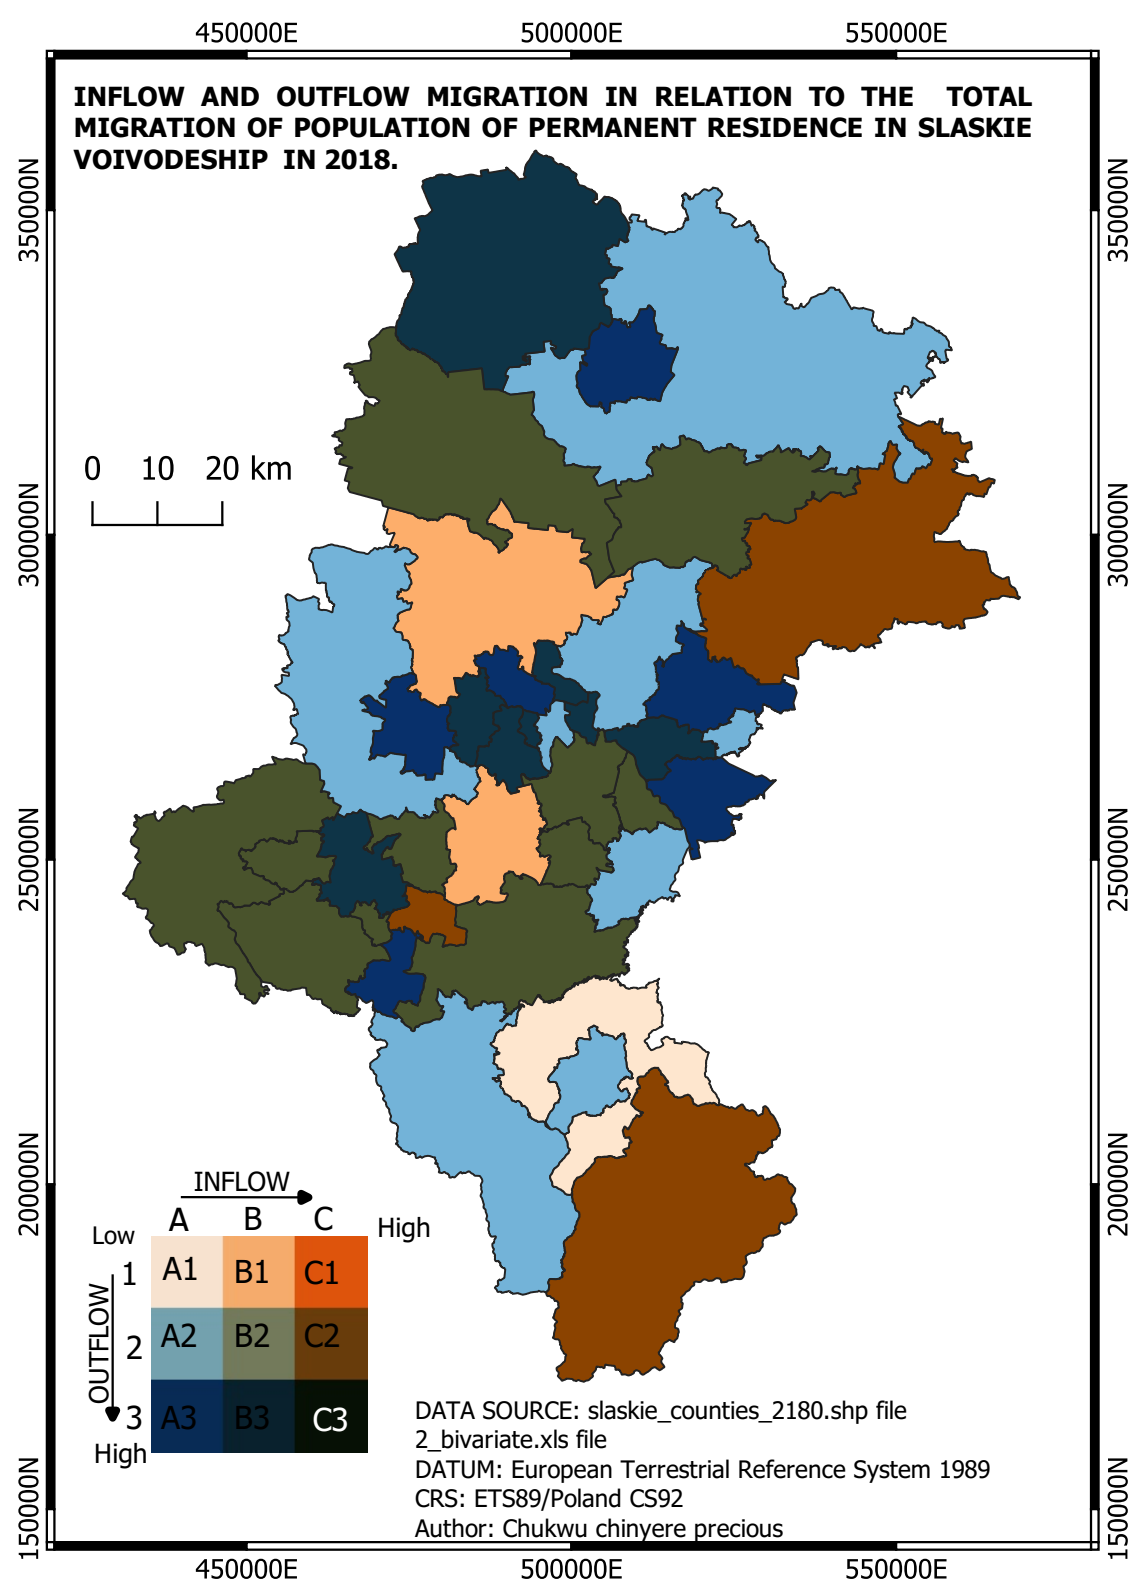 450000E 500000E 550000E
INFLOW AND OUTFLOW MIGRATION IN RELATION TO THE TOTAL
MIGRATION OF POPULATION OF PERMANENT RESIDENCE IN SLASKIE
VOIVODESHIP IN 2018.
350000N 350000N
0 10 20 km
300000N 300000N
250000N 250000N
200000N 200000N
INFLOW
A B C High
Low
1 A1 B1 C1
OUTFLOW
2 A2 B2 C2
3 A3 B3 C3
High
DATA SOURCE: slaskie_counties_2180.shp file
2_bivariate.xls file
DATUM: European Terrestrial Reference System 1989
CRS: ETS89/Poland CS92
Author: Chukwu chinyere precious
150000N 150000N
450000E 500000E 550000E